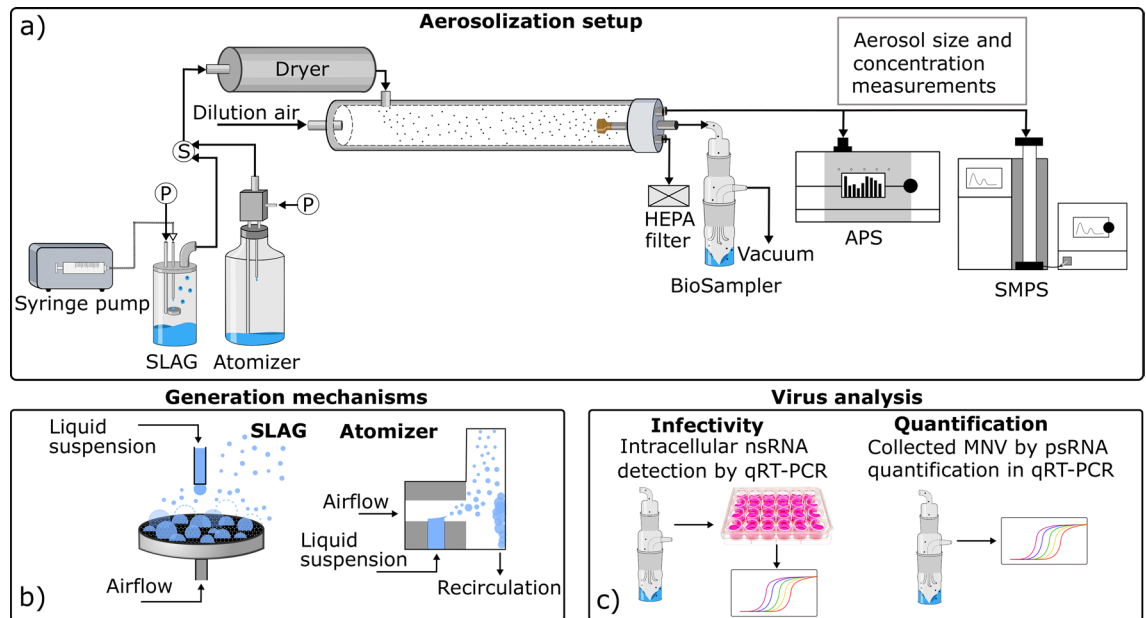 a)
Aerosolization setup
Dryer
Dilution air
Aerosol size and
concentration
measurements
S
P
P
HEPA
filter
Vacuum
BioSampler
APS
SMPS
Syringe pump
SLAG
Atomizer
Generation mechanisms
Liquid
suspension
SLAG
Atomizer
Airflow
Liquid
suspension
Airflow
Recirculation
b)
Virus analysis
Infectivity
Intracellular nsRNA
detection by qRT-PCR
Quantification
Collected MNV by psRNA
quantification in qRT-PCR
c)